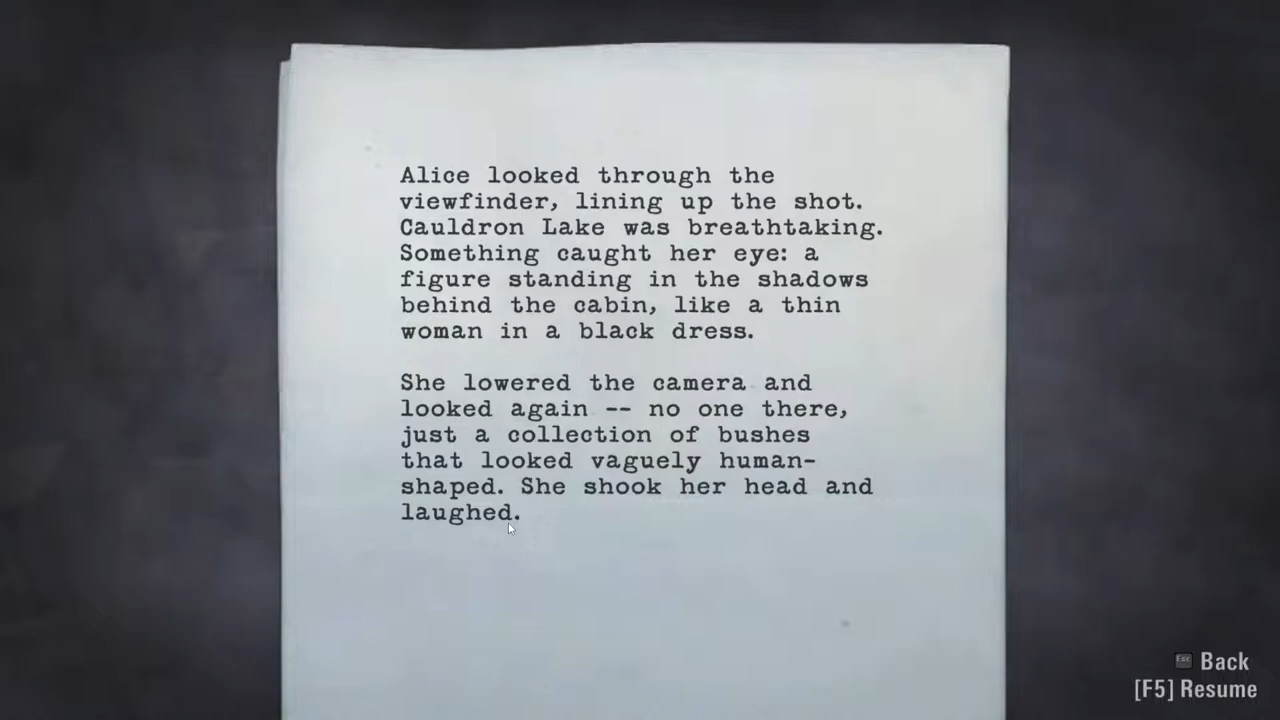 Alice looked through the
viewfinder, lining up the shot.
Cauldron Lake was breathtaking.
Something caught her eye: a
figure standing in the shadows
behind the cabin, like a thin
woman in a black dress.
She lowered the camera and
looked again -- no one there,
just a collection of bushes
that looked vaguely human-
shaped. She shook her head and
laughed.
Esc Back
[F5] Resume